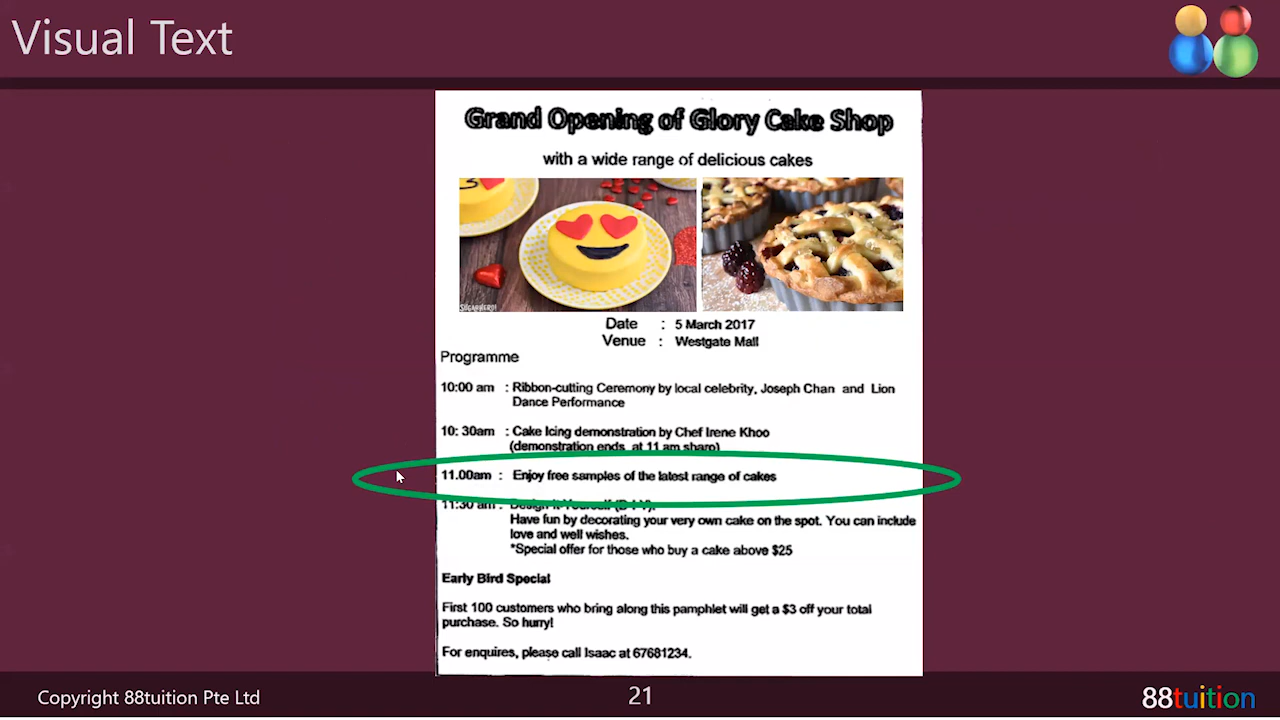 Visual Text
Grand Opening of Glory Cake Shop
with a wide range of delicious cakes
SUGARHERO!
Date : 5 March 2017
Venue : Westgate Mall
Programme
10:00 am : Ribbon-cutting Ceremony by local celebrity, Joseph Chan and Lion
Dance Performance
10: 30am : Cake Icing demonstration by Chef Irene Khoo
(demonstration ends at 11 am sharp)
11.00am : Enjoy free samples of the latest range of cakes
11:30 am : Design-It-Yourself (D-I-Y).
Have fun by decorating your very own cake on the spot. You can include
love and well wishes.
*Special offer for those who buy a cake above $25
Early Bird Special
First 100 customers who bring along this pamphlet will get a $3 off your total
purchase. So hurry!
For enquires, please call Isaac at 67681234.
Copyright 88tuition Pte Ltd
21
88tuition